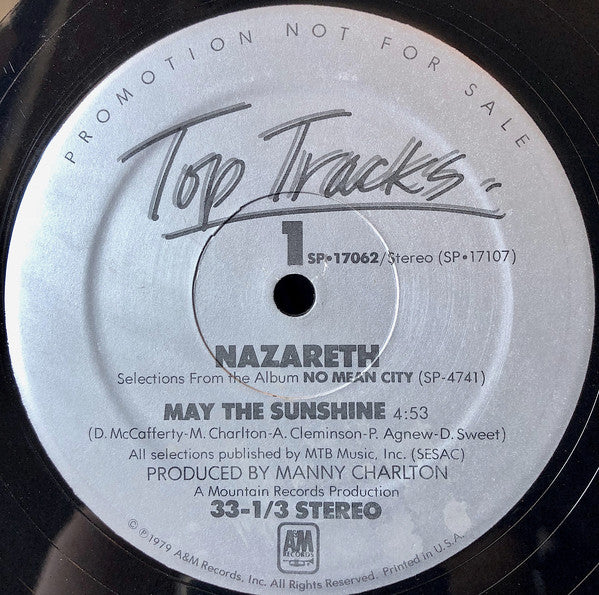 PROMOTION NOT FOR SALE
Top Tracks
1 SP•17062/Stereo (SP•17107)
NAZARETH
Selections From the Album NO MEAN CITY (SP-4741)
MAY THE SUNSHINE 4:53
(D. McCafferty-M. Charlton-A. Cleminson-P. Agnew-D. Sweet)
All selections published by MTB Music, Inc. (SESAC)
PRODUCED BY MANNY CHARLTON
A Mountain Records Production
33-1/3 STEREO
A&M
RECORDS
©℗1979 A&M Records, Inc. All Rights Reserved. Printed in U.S.A.